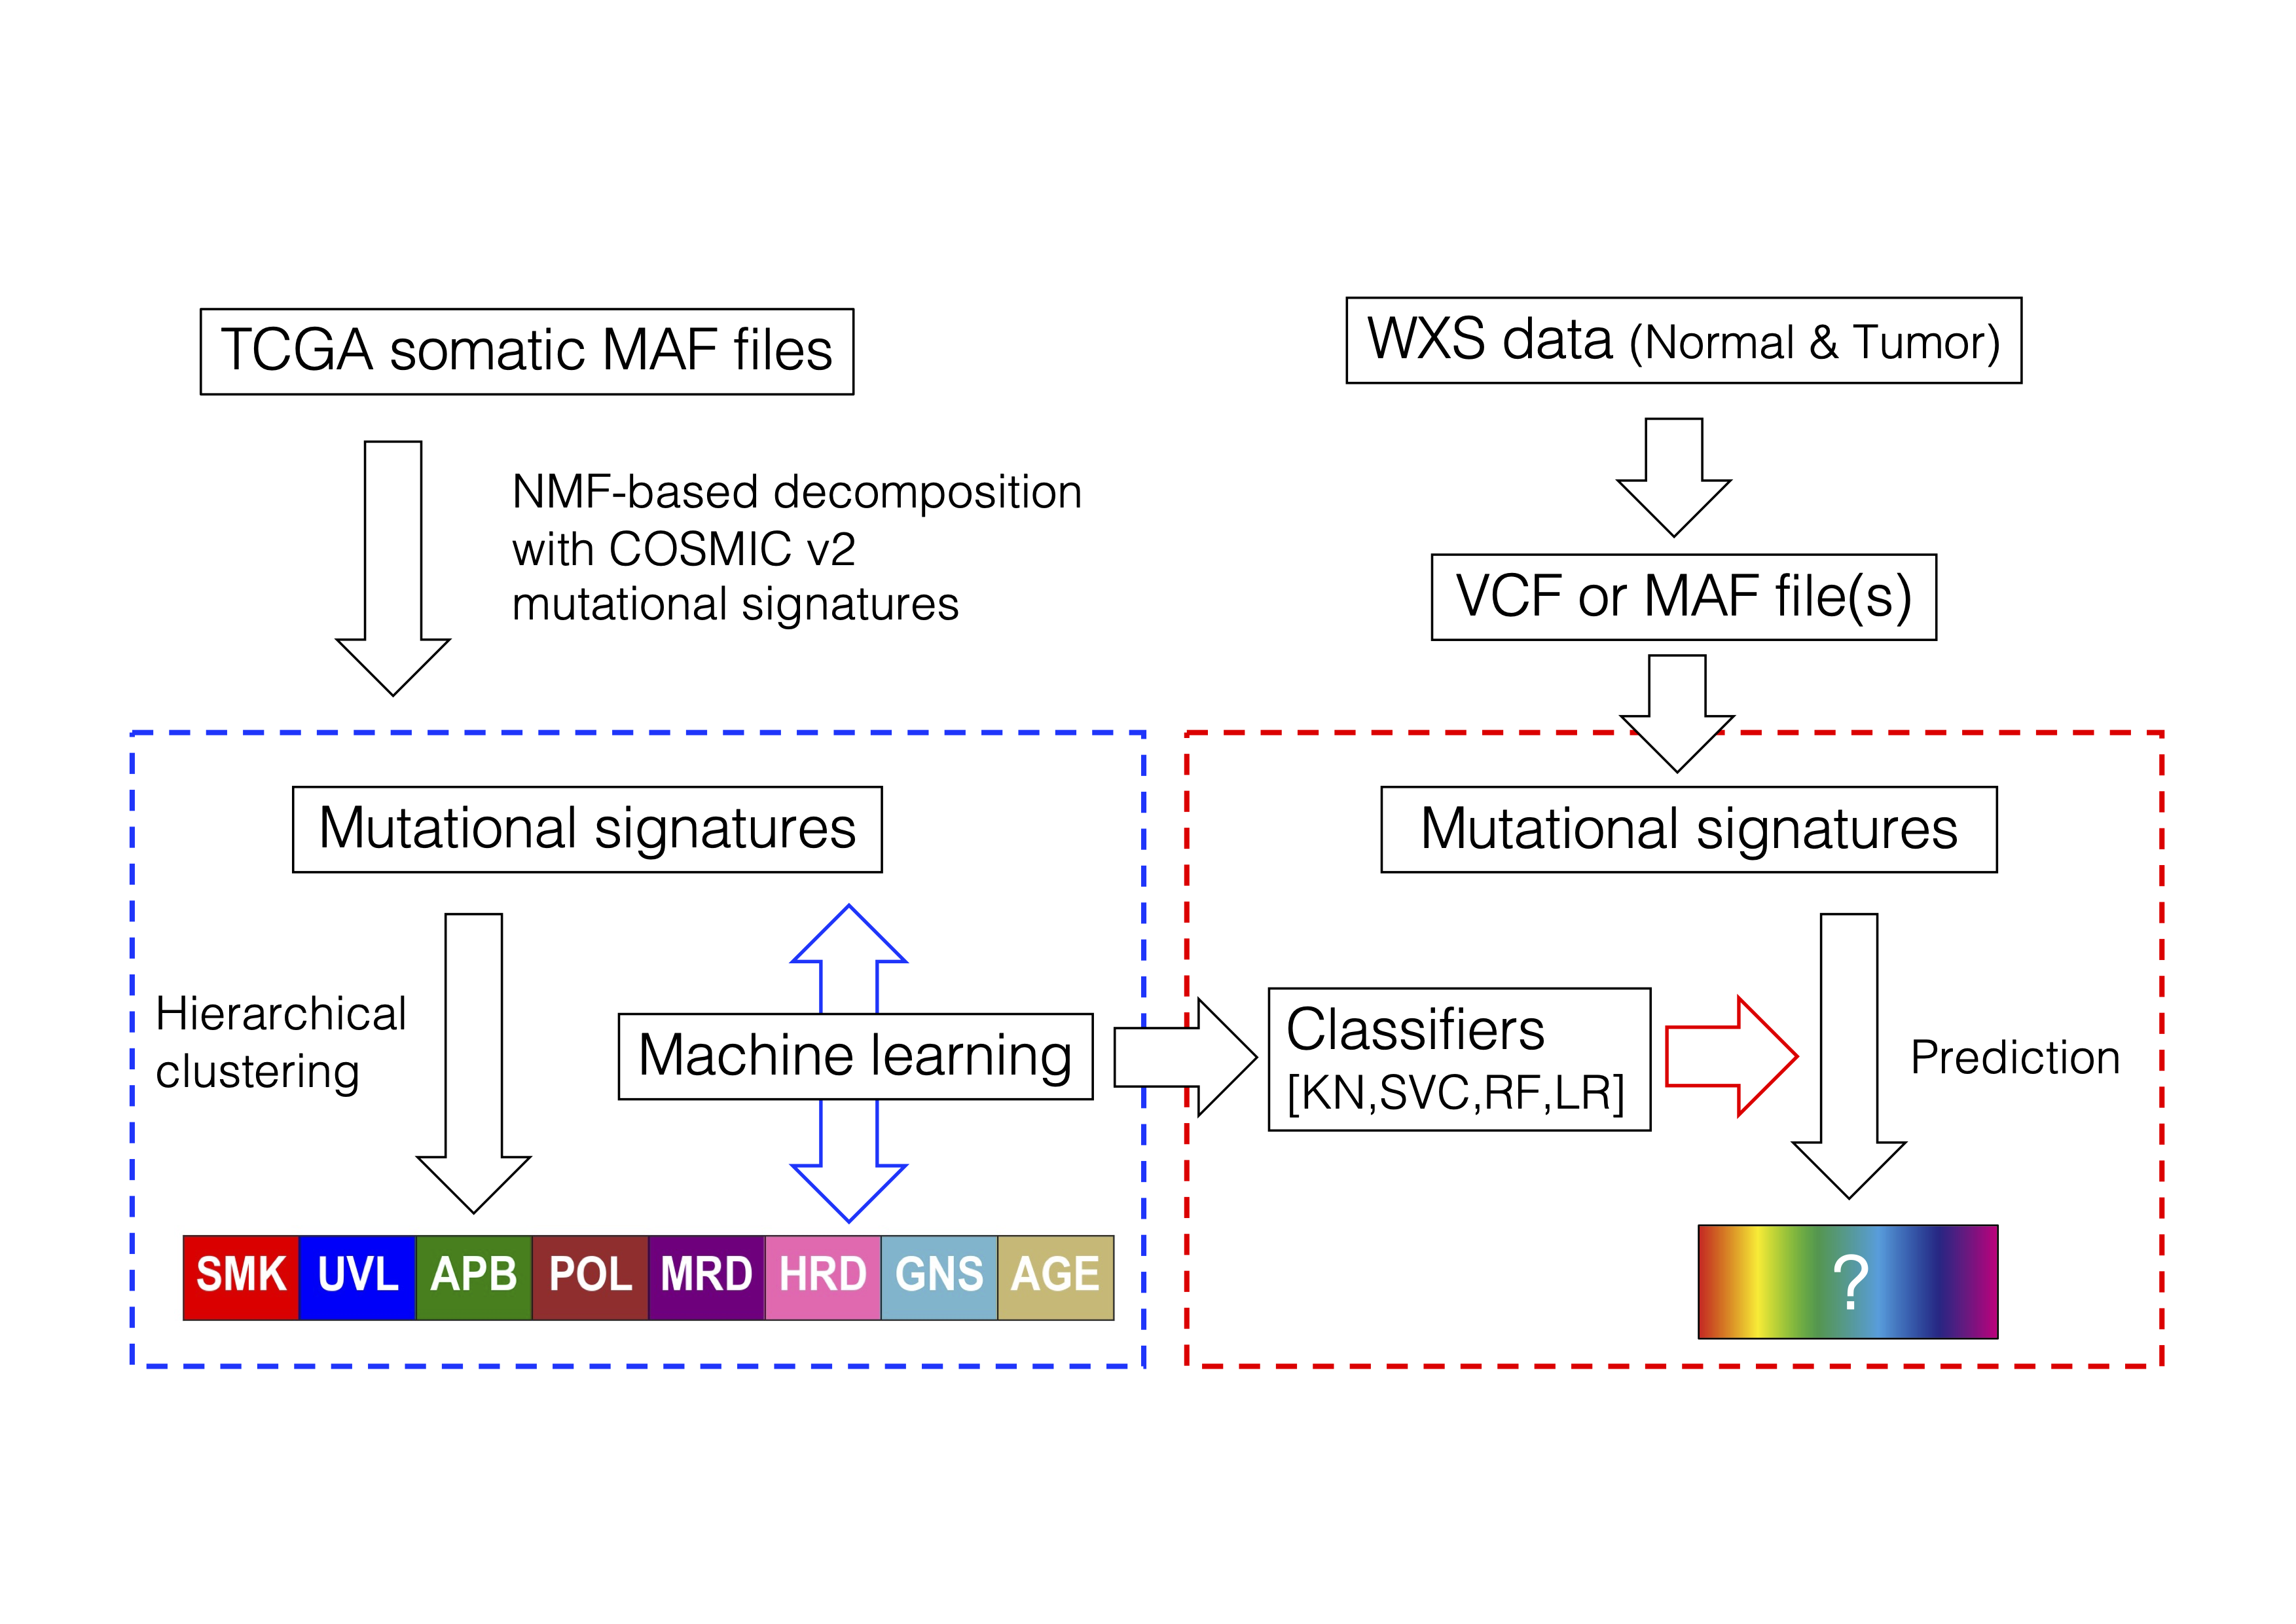 TCGA somatic MAF files
NMF-based decomposition
with COSMIC v2
mutational signatures
Mutational signatures
Hierarchical
clustering
Machine learning
SMK UVL APB POL MRD HRD GNS AGE
WXS data (Normal & Tumor)
VCF or MAF file(s)
Mutational signatures
Classifiers
[KN,SVC,RF,LR]
Prediction
?